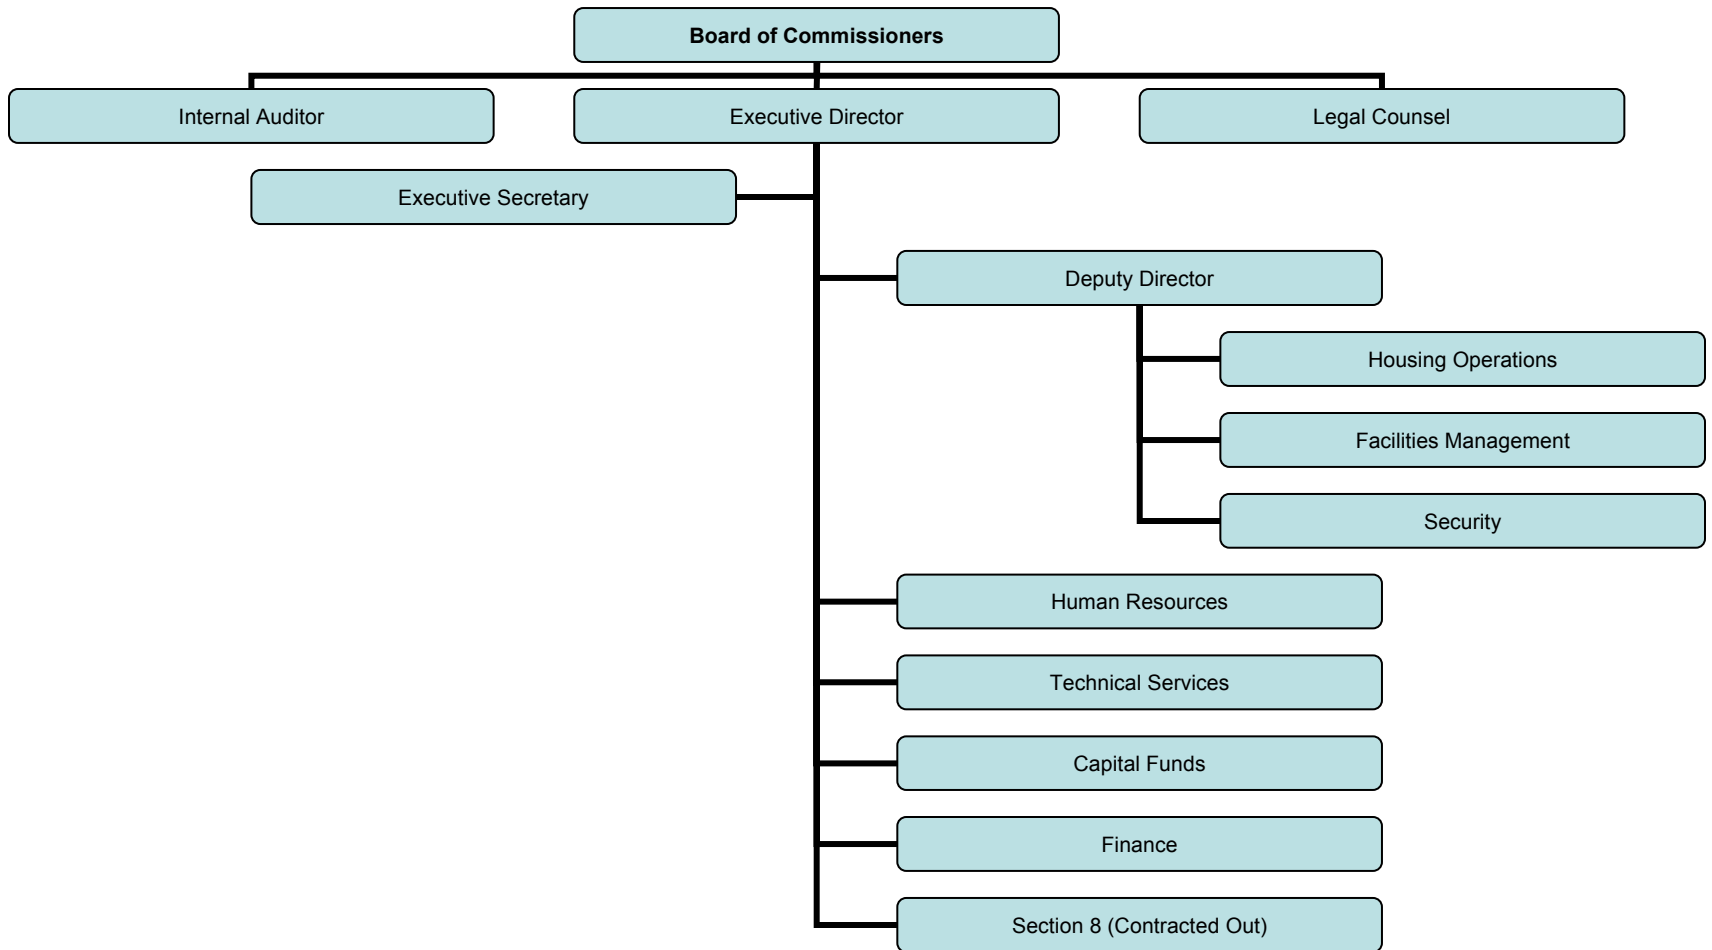 Board of Commissioners
Internal Auditor
Executive Director
Legal Counsel
Executive Secretary
Deputy Director
Housing Operations
Facilities Management
Security
Human Resources
Technical Services
Capital Funds
Finance
Section 8 (Contracted Out)